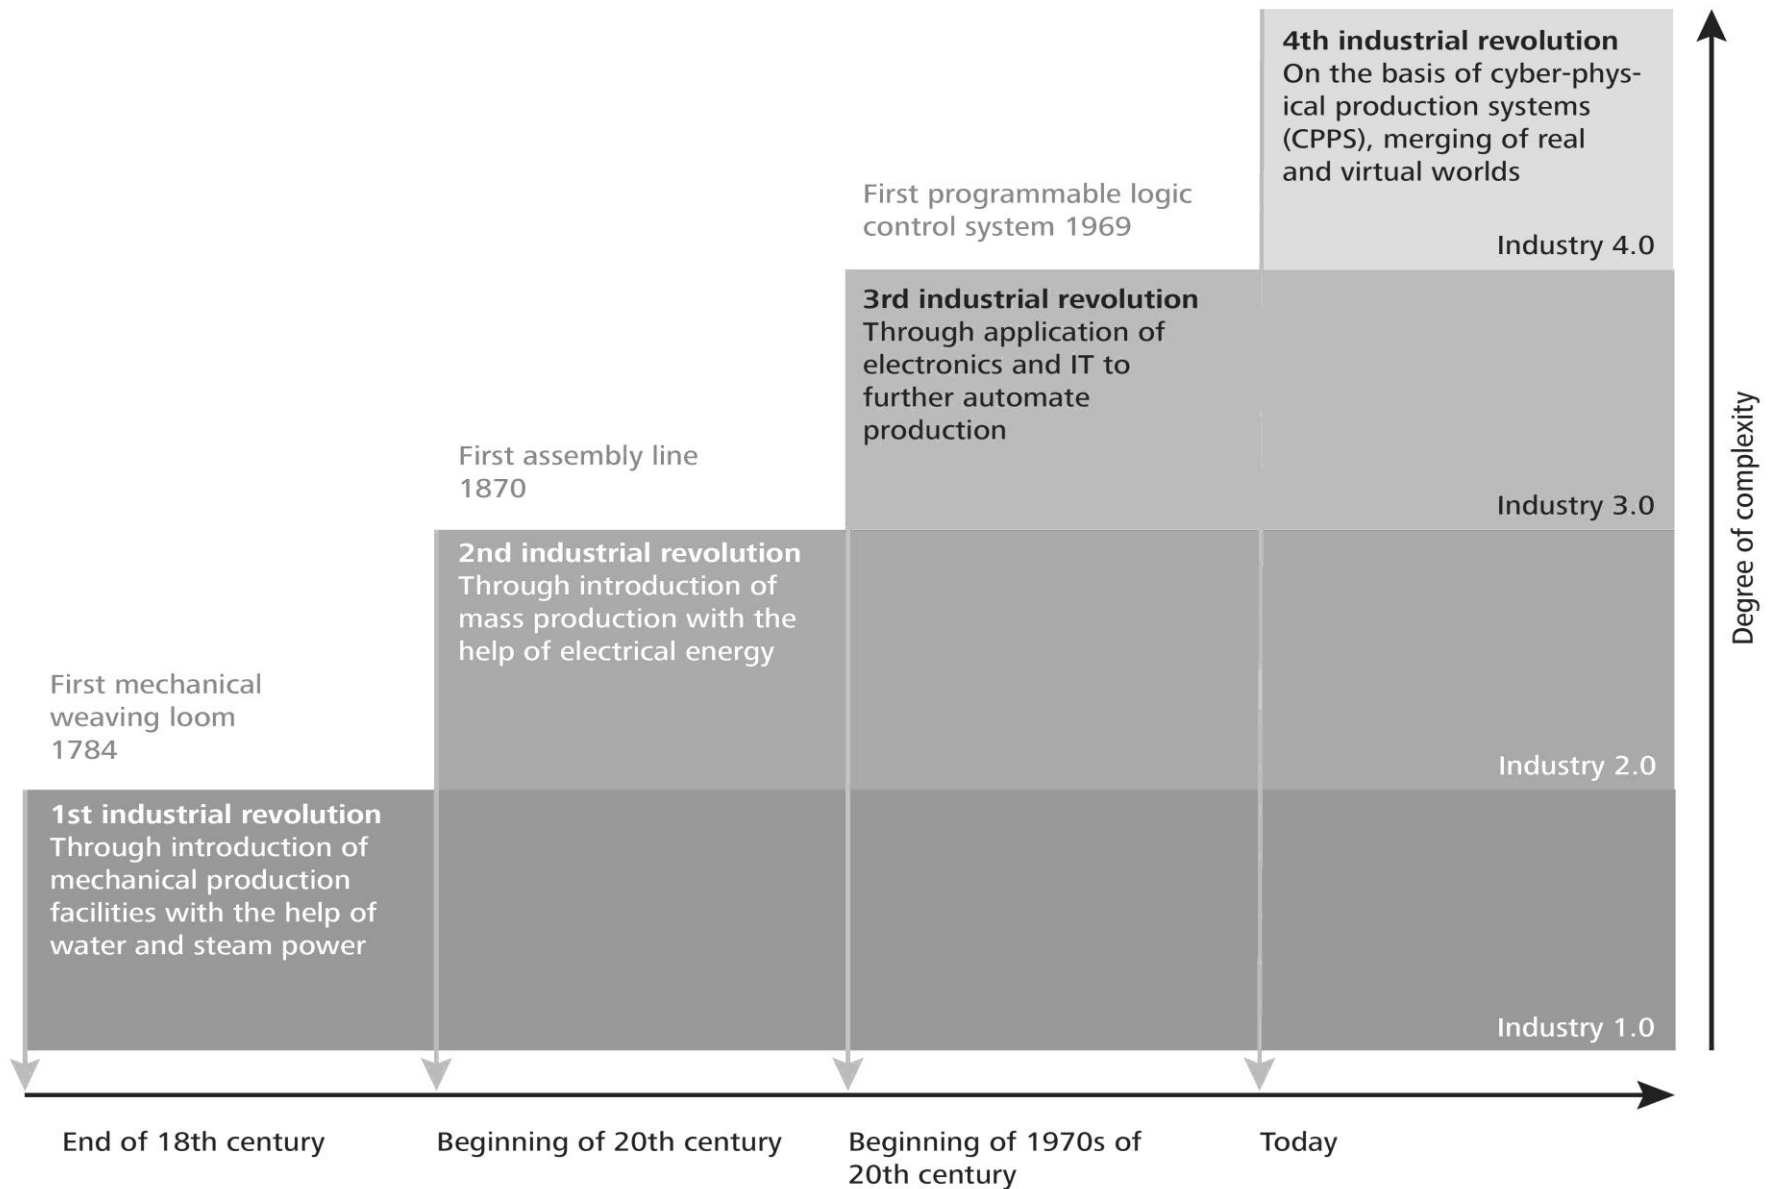 4th industrial revolution
On the basis of cyber-phys-
ical production systems
(CPPS), merging of real
and virtual worlds
Industry 4.0
First programmable logic
control system 1969
3rd industrial revolution
Through application of
electronics and IT to
further automate
production
Industry 3.0
First assembly line
1870
2nd industrial revolution
Through introduction of
mass production with the
help of electrical energy
Industry 2.0
First mechanical
weaving loom
1784
1st industrial revolution
Through introduction of
mechanical production
facilities with the help of
water and steam power
Industry 1.0
Degree of complexity
End of 18th century
Beginning of 20th century
Beginning of 1970s of
20th century
Today